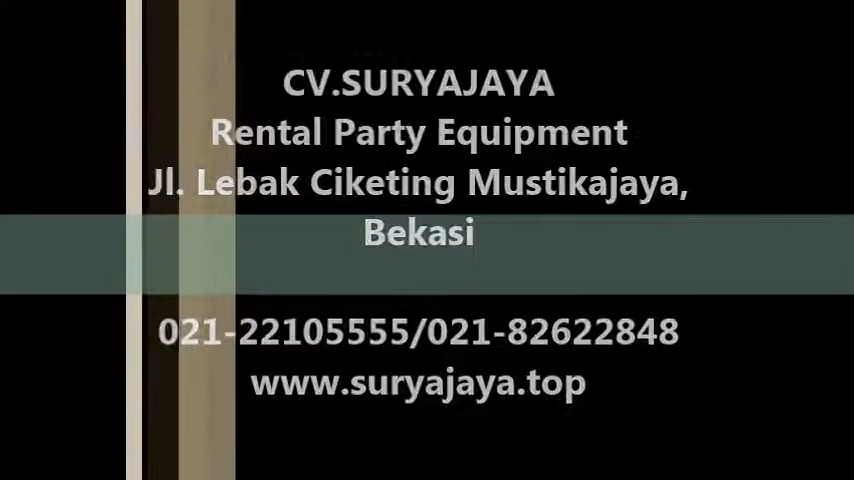 CV.SURYAJAYA
Rental Party Equipment
Jl. Lebak Ciketing Mustikajaya,
Bekasi
021-22105555/021-82622848
www.suryajaya.top